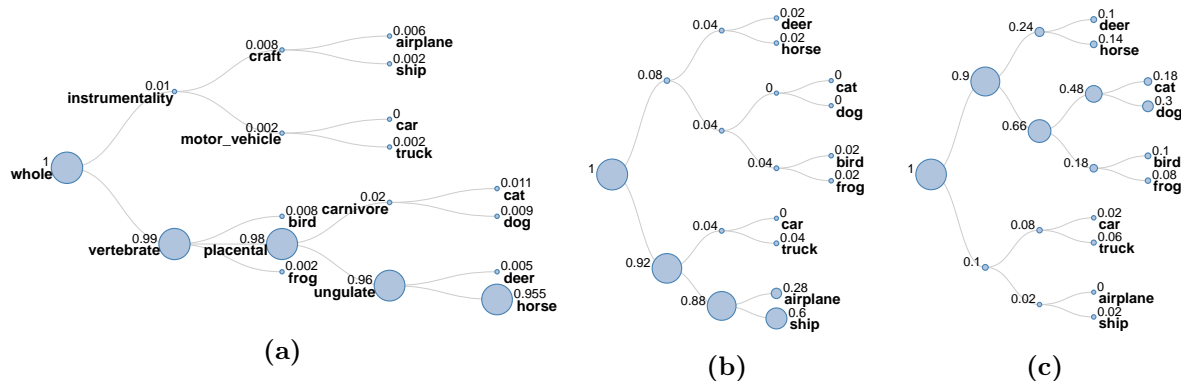 0.006
airplane
0.008
craft
0.002
ship
0.01
instrumentality
0
car
0.002
motor_vehicle
0.002
truck
1
whole
0.011
cat
0.02
carnivore
0.009
dog
0.008
bird
0.99
vertebrate
0.98
placental
0.002
frog
0.96
ungulate
0.005
deer
0.955
horse
(a)
0.02
deer
0.04
0.02
horse
0.08
0
cat
0
0
dog
0.04
0.02
bird
0.04
0.02
frog
1
0
car
0.04
0.04
truck
0.92
0.28
airplane
0.88
0.6
ship
(b)
0.1
deer
0.24
0.14
horse
0.9
0.18
cat
0.48
0.3
dog
0.66
0.1
bird
0.18
0.08
frog
1
0.02
car
0.08
0.06
truck
0.1
0
airplane
0.02
0.02
ship
(c)